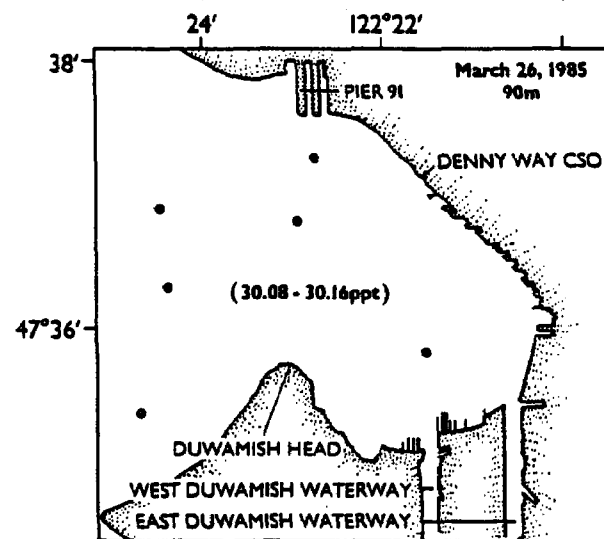 24' 122°22'
38'
March 26, 1985
90m
PIER 91
DENNY WAY CSO
(30.08 - 30.16ppt)
47°36'
DUWAMISH HEAD
WEST DUWAMISH WATERWAY
EAST DUWAMISH WATERWAY